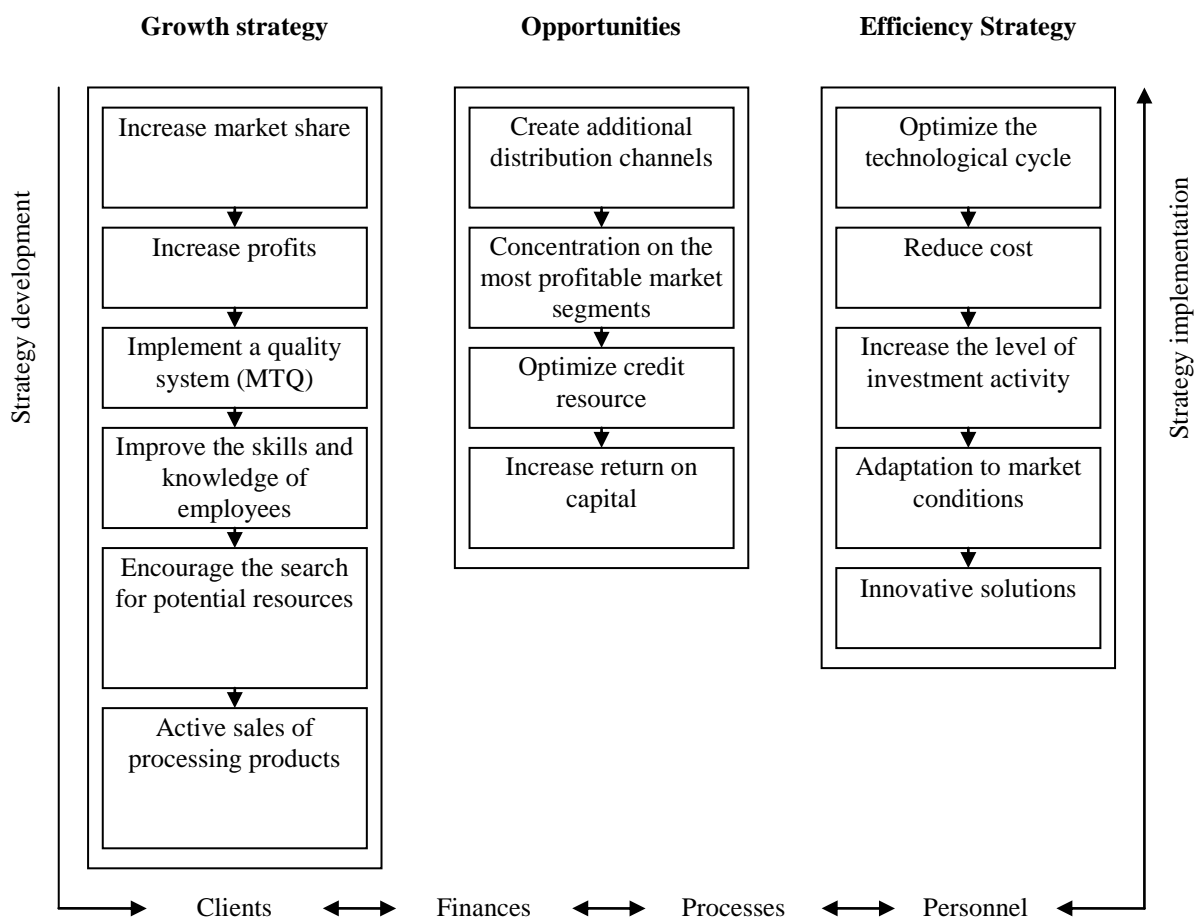 Growth strategy
Opportunities
Efficiency Strategy
Strategy development
Increase market share
Increase profits
Implement a quality
system (MTQ)
Improve the skills and
knowledge of
employees
Encourage the search
for potential resources
Active sales of
processing products
Create additional
distribution channels
Concentration on the
most profitable market
segments
Optimize credit
resource
Increase return on
capital
Optimize the
technological cycle
Reduce cost
Increase the level of
investment activity
Adaptation to market
conditions
Innovative solutions
Strategy implementation
Clients
Finances
Processes
Personnel